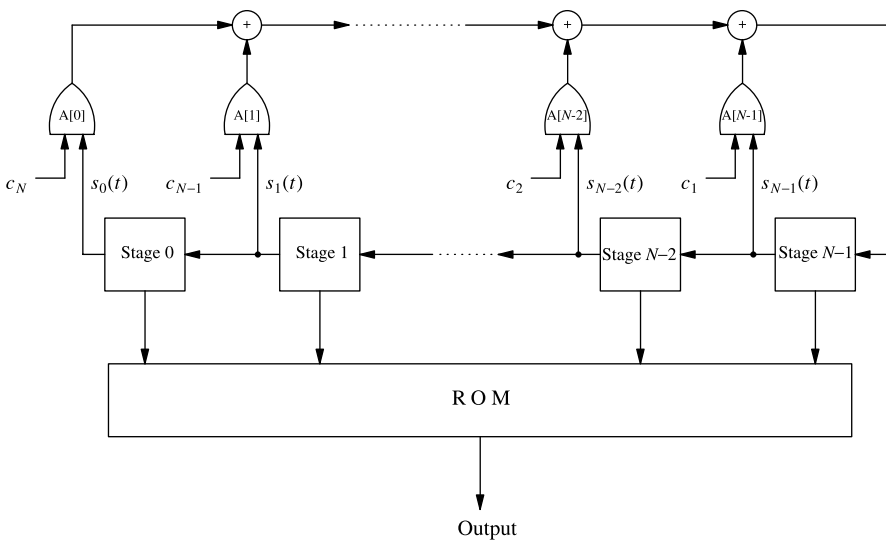 + + + +
A[0] A[1] A[N-2] A[N-1]
c_N s_0(t) c_{N−1} s_1(t) c_2 s_{N−2}(t) c_1 s_{N−1}(t)
Stage 0 Stage 1 Stage N−2 Stage N−1
R O M
Output